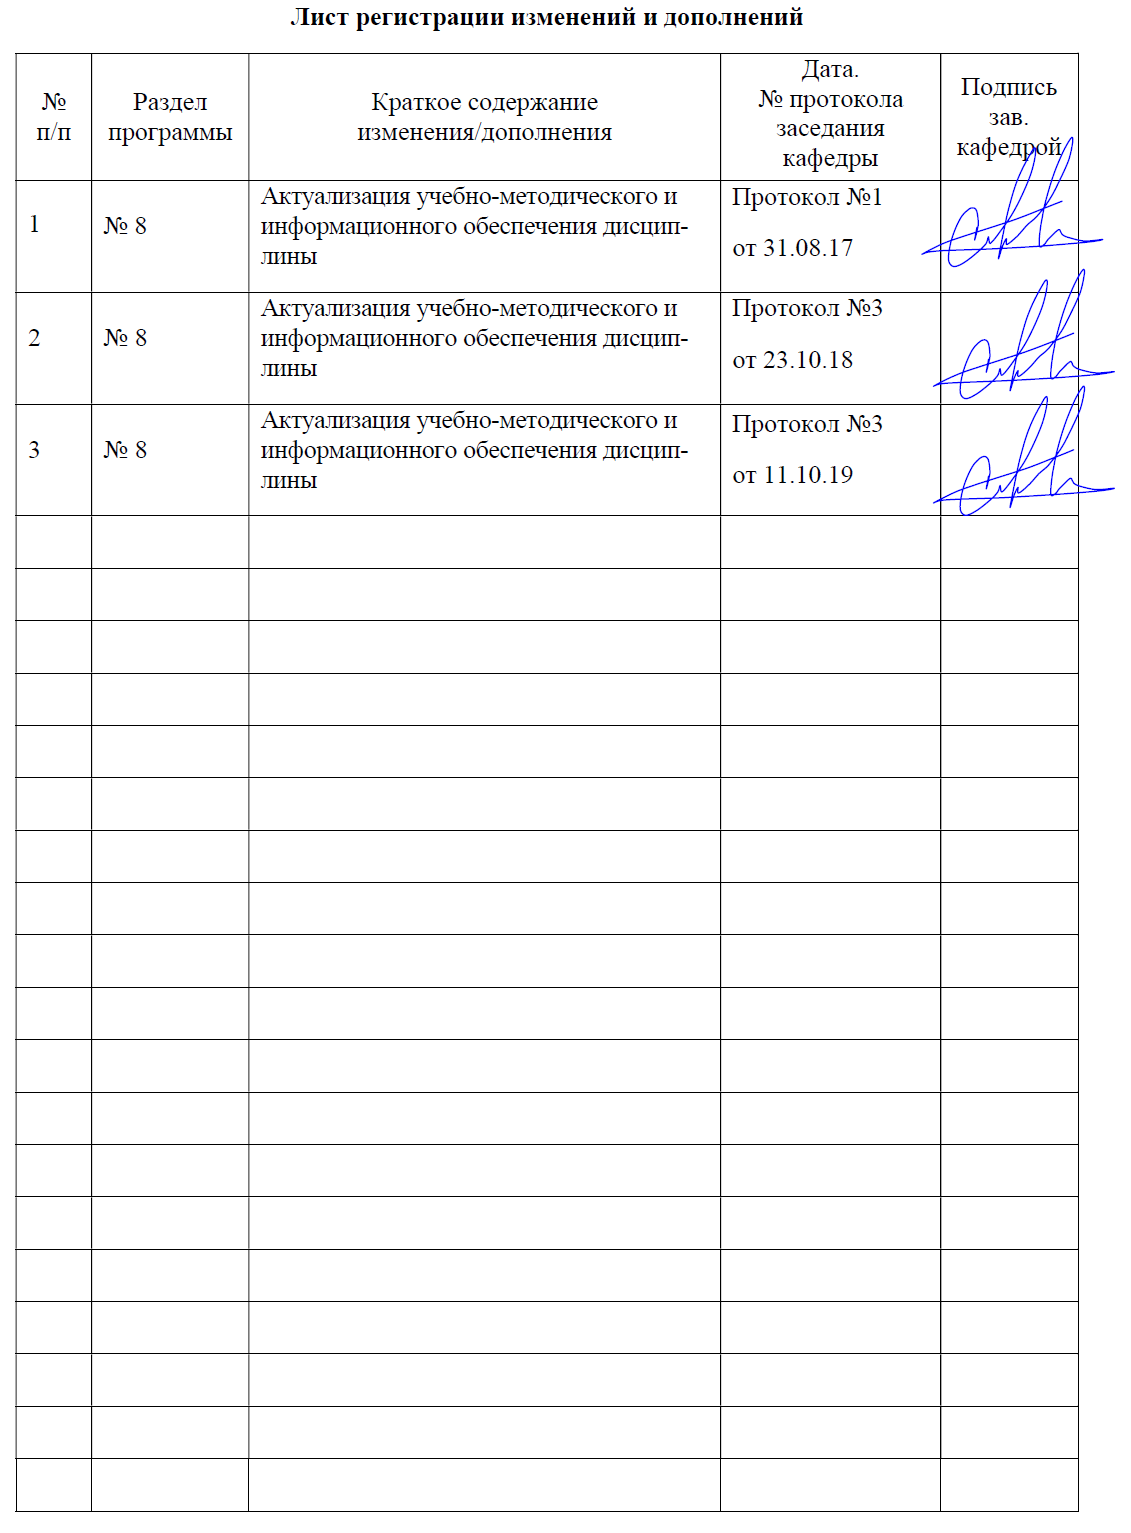 Лист регистрации изменений и дополнений
№
п/п
Раздел
программы
Краткое содержание
изменения/дополнения
Дата.
№ протокола
заседания
кафедры
Подпись
зав.
кафедрой
1
№ 8
Актуализация учебно-методического и
информационного обеспечения дисцип-
лины
Протокол №1
от 31.08.17
2
№ 8
Актуализация учебно-методического и
информационного обеспечения дисцип-
лины
Протокол №3
от 23.10.18
3
№ 8
Актуализация учебно-методического и
информационного обеспечения дисцип-
лины
Протокол №3
от 11.10.19